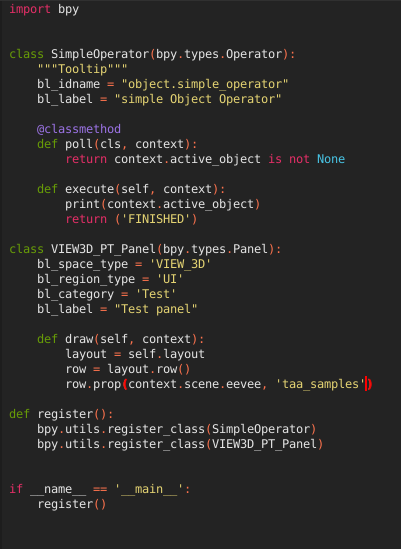 import bpy
class SimpleOperator(bpy.types.Operator):
"""Tooltip"""
bl_idname = "object.simple_operator"
bl_label = "simple Object Operator"
@classmethod
def poll(cls, context):
return context.active_object is not None
def execute(self, context):
print(context.active_object)
return ('FINISHED')
class VIEW3D_PT_Panel(bpy.types.Panel):
bl_space_type = 'VIEW_3D'
bl_region_type = 'UI'
bl_category = 'Test'
bl_label = "Test panel"
def draw(self, context):
layout = self.layout
row = layout.row()
row.prop(context.scene.eevee, 'taa_samples')
def register():
bpy.utils.register_class(SimpleOperator)
bpy.utils.register_class(VIEW3D_PT_Panel)
if __name__ == '__main__':
register()